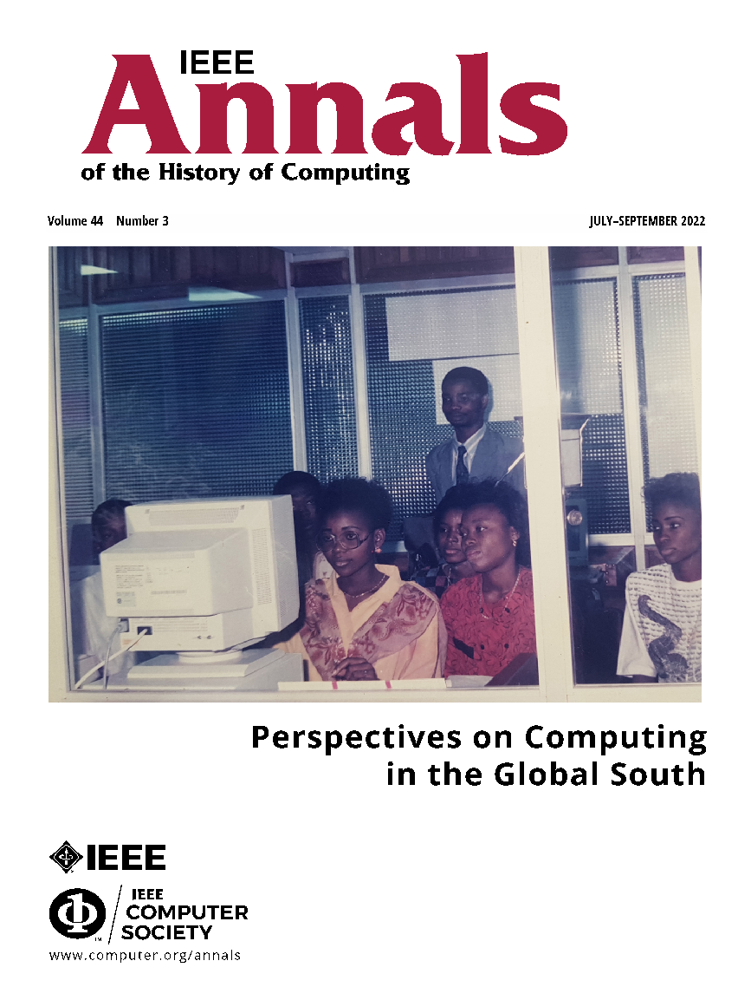 IEEE
Annals
of the History of Computing
Volume 44 Number 3
JULY–SEPTEMBER 2022
Perspectives on Computing
in the Global South
IEEE
IEEE
COMPUTER
SOCIETY
TM
www.computer.org/annals